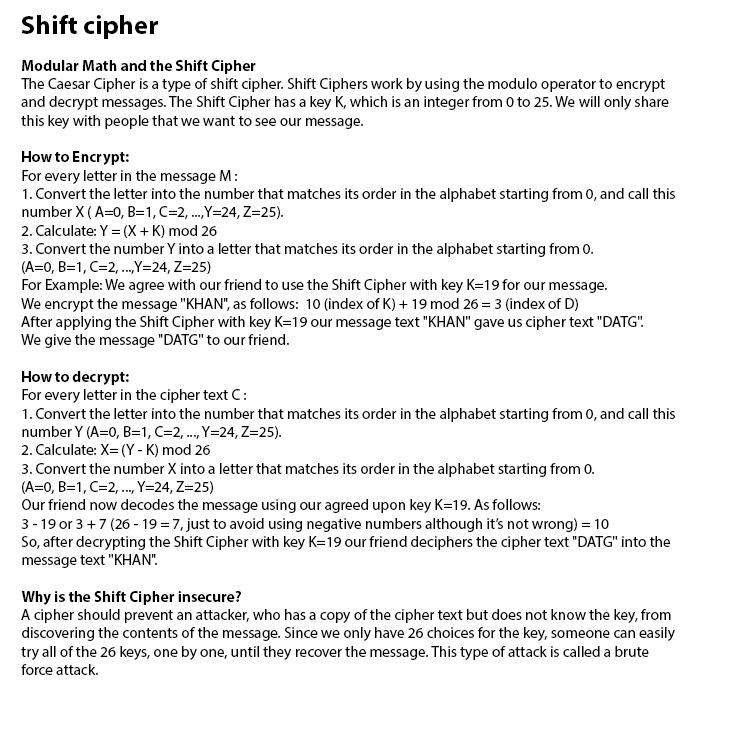 Shift cipher
Modular Math and the Shift Cipher
The Caesar Cipher is a type of shift cipher. Shift Ciphers work by using the modulo operator to encrypt
and decrypt messages. The Shift Cipher has a key K, which is an integer from 0 to 25. We will only share
this key with people that we want to see our message.
How to Encrypt:
For every letter in the message M :
1. Convert the letter into the number that matches its order in the alphabet starting from 0, and call this
number X ( A=0, B=1, C=2, ...,Y=24, Z=25).
2. Calculate: Y = (X + K) mod 26
3. Convert the number Y into a letter that matches its order in the alphabet starting from 0.
(A=0, B=1, C=2, ...,Y=24, Z=25)
For Example: We agree with our friend to use the Shift Cipher with key K=19 for our message.
We encrypt the message "KHAN", as follows:  10 (index of K) + 19 mod 26 = 3 (index of D)
After applying the Shift Cipher with key K=19 our message text "KHAN" gave us cipher text "DATG".
We give the message "DATG" to our friend.
How to decrypt:
For every letter in the cipher text C :
1. Convert the letter into the number that matches its order in the alphabet starting from 0, and call this
number Y (A=0, B=1, C=2, ..., Y=24, Z=25).
2. Calculate: X= (Y - K) mod 26
3. Convert the number X into a letter that matches its order in the alphabet starting from 0.
(A=0, B=1, C=2, ..., Y=24, Z=25)
Our friend now decodes the message using our agreed upon key K=19. As follows:
3 - 19 or 3 + 7 (26 - 19 = 7, just to avoid using negative numbers although it's not wrong) = 10
So, after decrypting the Shift Cipher with key K=19 our friend deciphers the cipher text "DATG" into the
message text "KHAN".
Why is the Shift Cipher insecure?
A cipher should prevent an attacker, who has a copy of the cipher text but does not know the key, from
discovering the contents of the message. Since we only have 26 choices for the key, someone can easily
try all of the 26 keys, one by one, until they recover the message. This type of attack is called a brute
force attack.